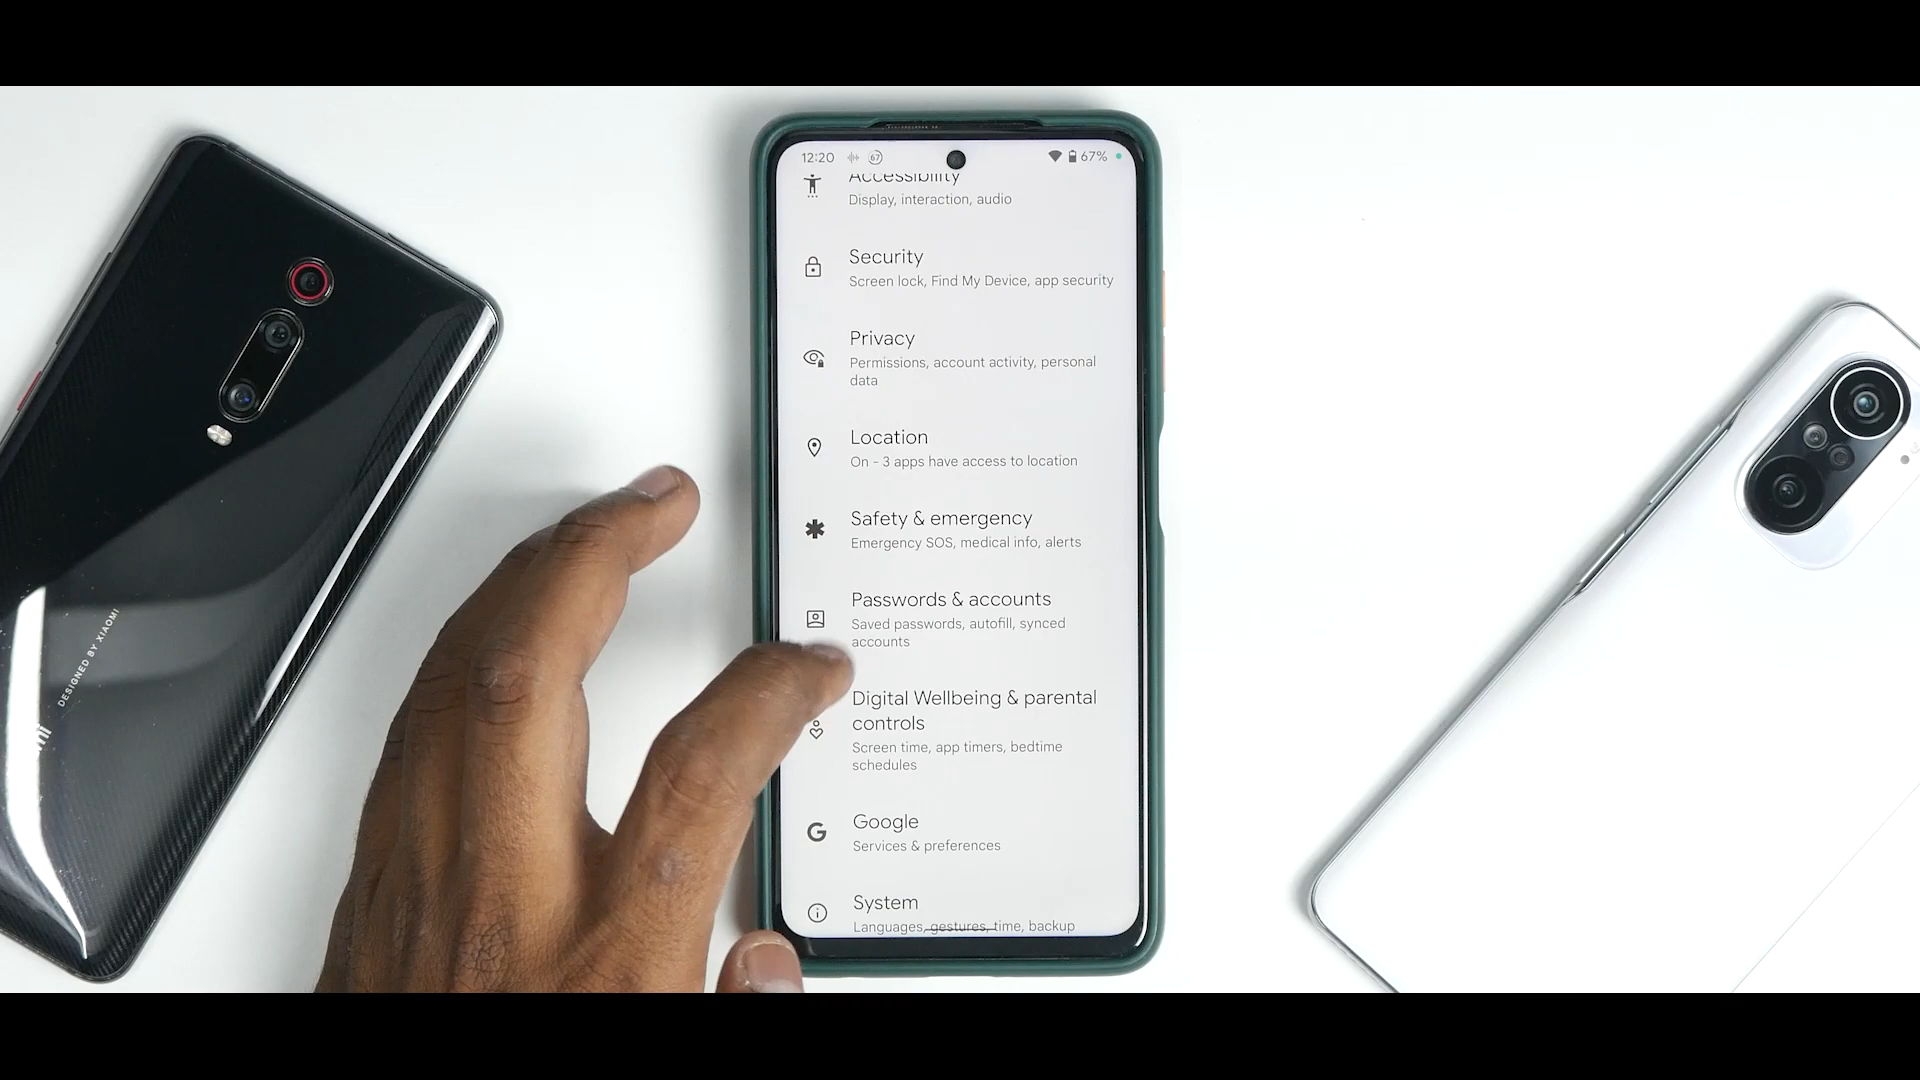 12:20
67
67%
Accessibility
Display, interaction, audio
Security
Screen lock, Find My Device, app security
Privacy
Permissions, account activity, personal
data
Location
On - 3 apps have access to location
Safety & emergency
Emergency SOS, medical info, alerts
Passwords & accounts
Saved passwords, autofill, synced
accounts
Digital Wellbeing & parental
controls
Screen time, app timers, bedtime
schedules
Google
Services & preferences
System
Languages, gestures, time, backup
mi
DESIGNED BY XIAOMI